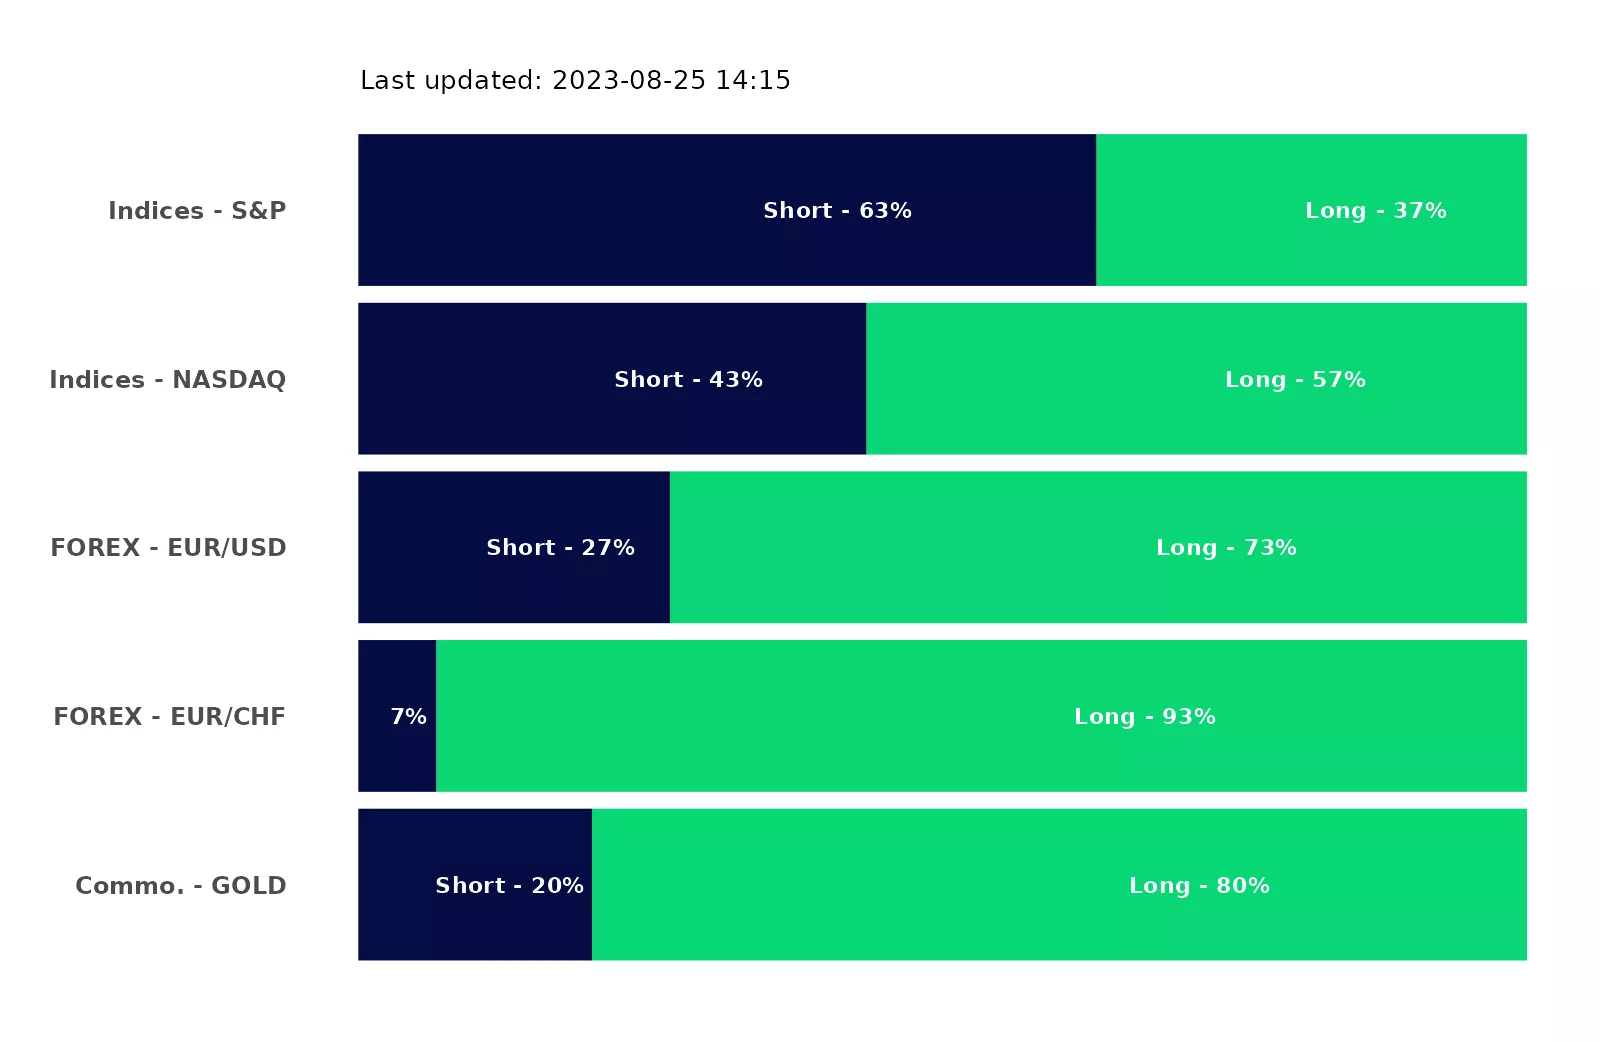 Last updated: 2023-08-25 14:15
Indices - S&P Short - 63% Long - 37%
Indices - NASDAQ Short - 43% Long - 57%
FOREX - EUR/USD Short - 27% Long - 73%
FOREX - EUR/CHF 7% Long - 93%
Commo. - GOLD Short - 20% Long - 80%